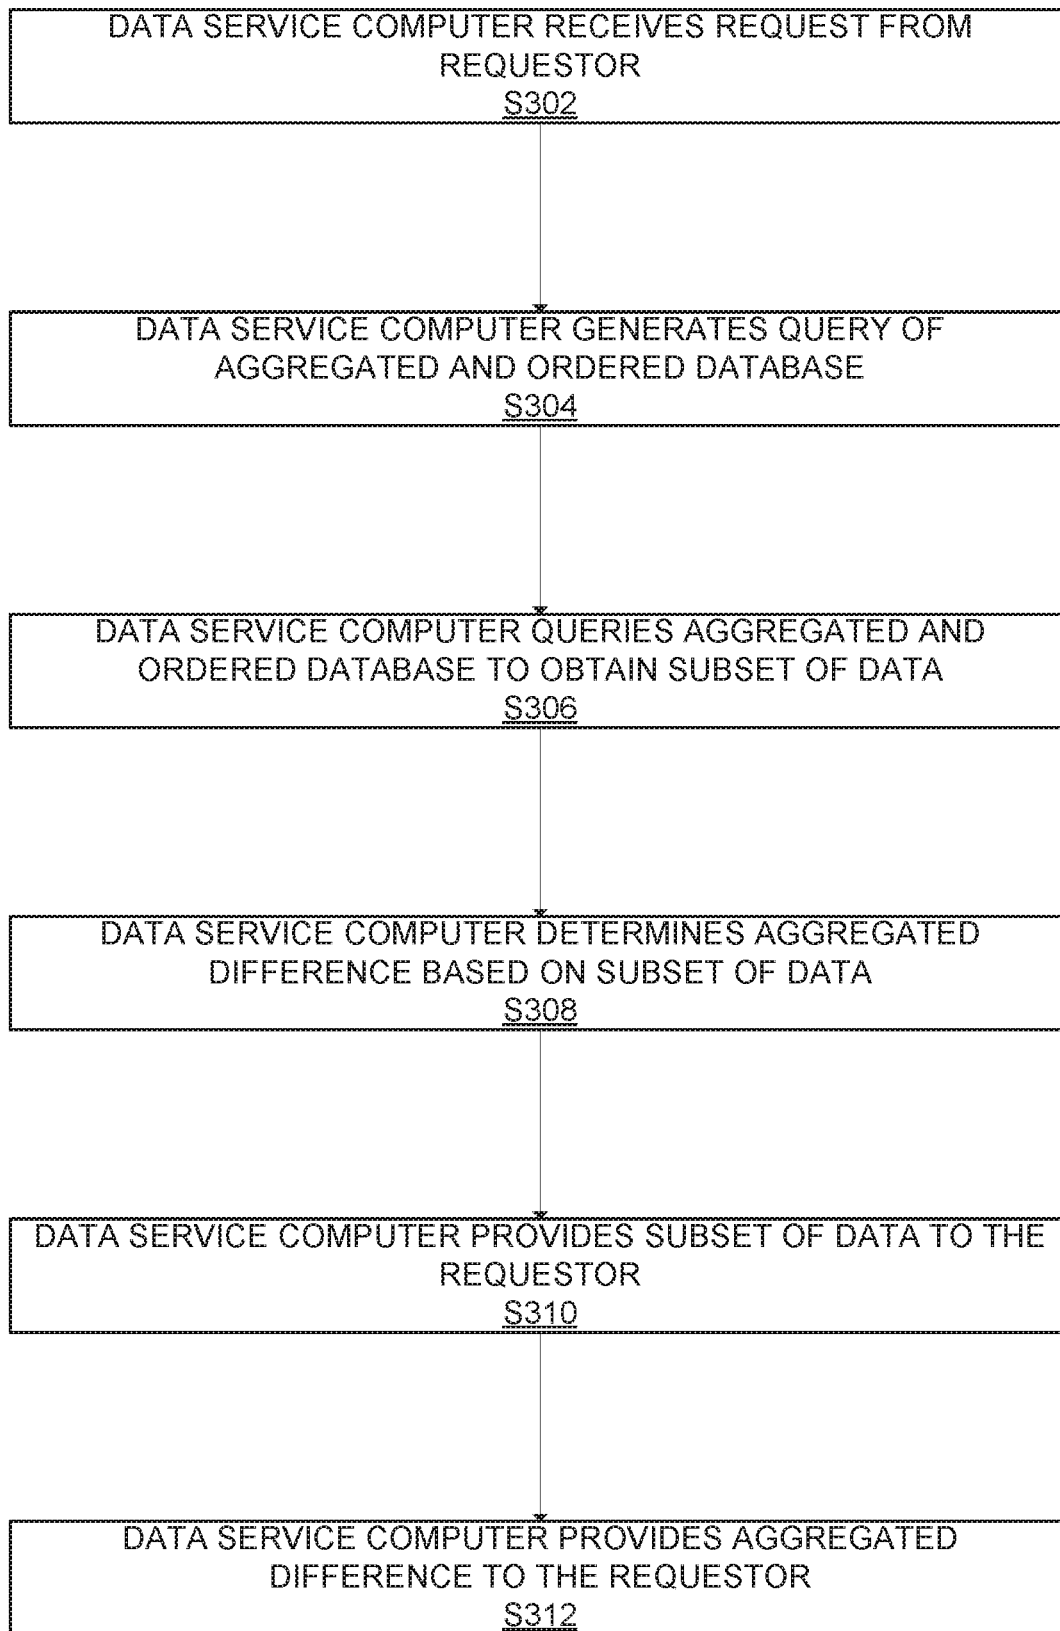 DATA SERVICE COMPUTER RECEIVES REQUEST FROM
REQUESTOR
S302
DATA SERVICE COMPUTER GENERATES QUERY OF
AGGREGATED AND ORDERED DATABASE
S304
DATA SERVICE COMPUTER QUERIES AGGREGATED AND
ORDERED DATABASE TO OBTAIN SUBSET OF DATA
S306
DATA SERVICE COMPUTER DETERMINES AGGREGATED
DIFFERENCE BASED ON SUBSET OF DATA
S308
DATA SERVICE COMPUTER PROVIDES SUBSET OF DATA TO THE
REQUESTOR
S310
DATA SERVICE COMPUTER PROVIDES AGGREGATED
DIFFERENCE TO THE REQUESTOR
S312